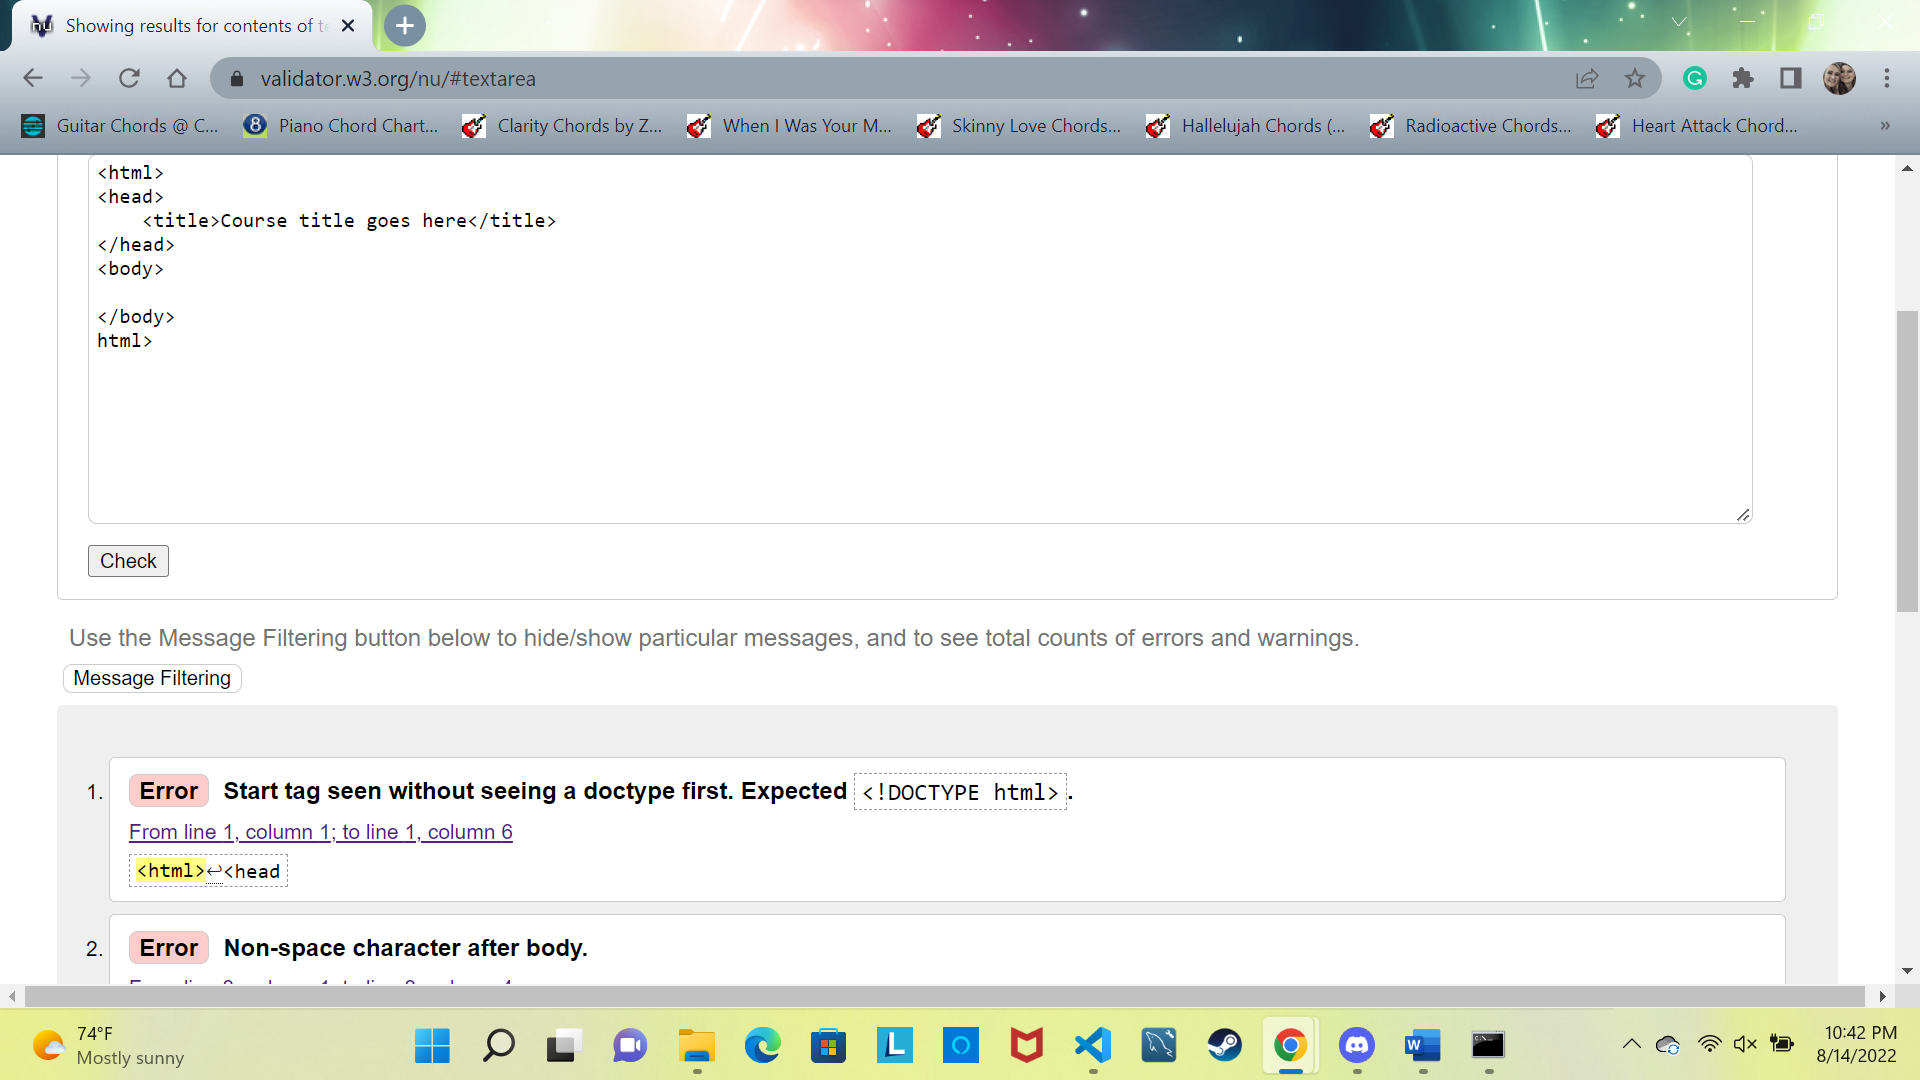 Showing results for contents of te
validator.w3.org/nu/#textarea
Guitar Chords @ C... Piano Chord Chart... Clarity Chords by Z... When I Was Your M... Skinny Love Chords... Hallelujah Chords (... Radioactive Chords... Heart Attack Chord... »
<html>
<head>
    <title>Course title goes here</title>
</head>
<body>
</body>
html>
Check
Use the Message Filtering button below to hide/show particular messages, and to see total counts of errors and warnings.
Message Filtering
1. Error Start tag seen without seeing a doctype first. Expected <!DOCTYPE html>.
From line 1, column 1; to line 1, column 6
<html>↩<head
2. Error Non-space character after body.
74°F
Mostly sunny
10:42 PM
8/14/2022